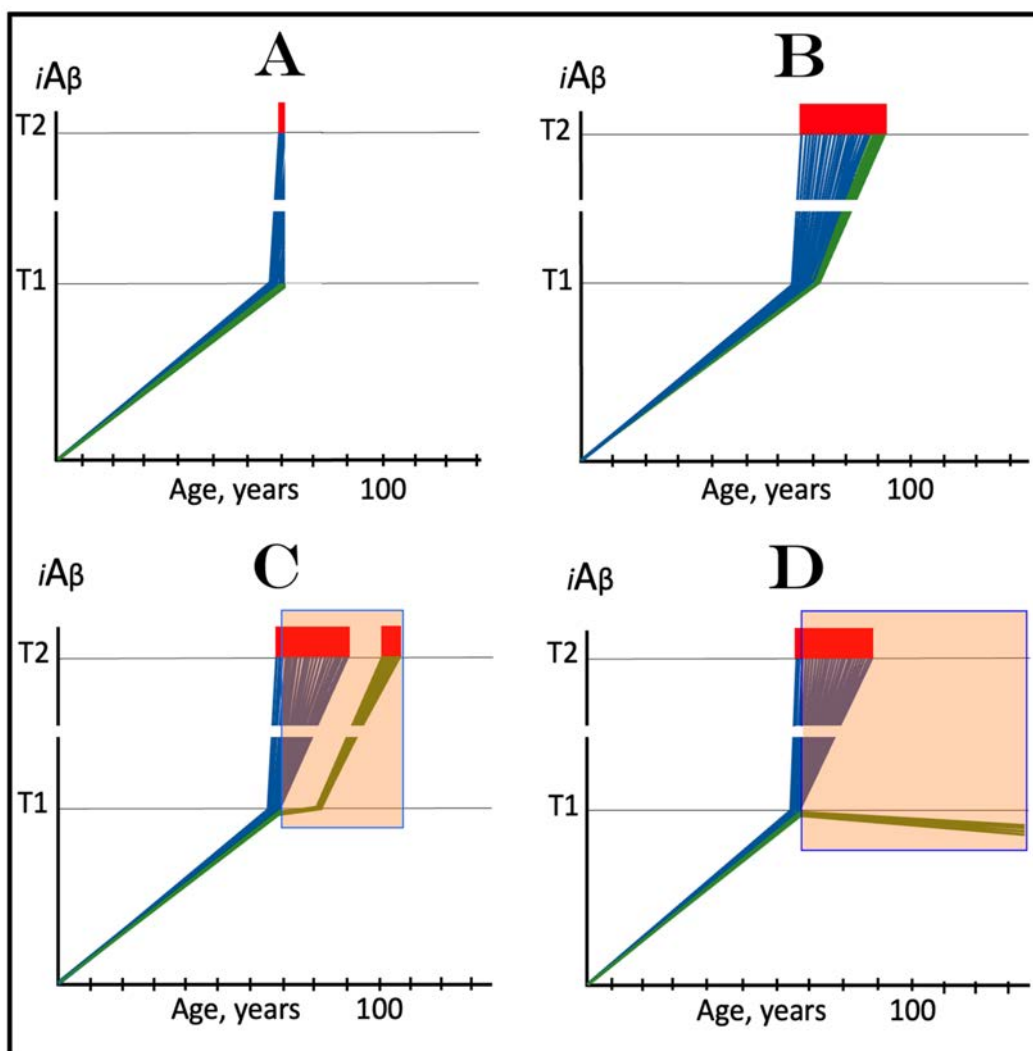 A
iAβ
T2
T1
Age, years 100
B
iAβ
T2
T1
Age, years 100
C
iAβ
T2
T1
Age, years 100
D
iAβ
T2
T1
Age, years 100